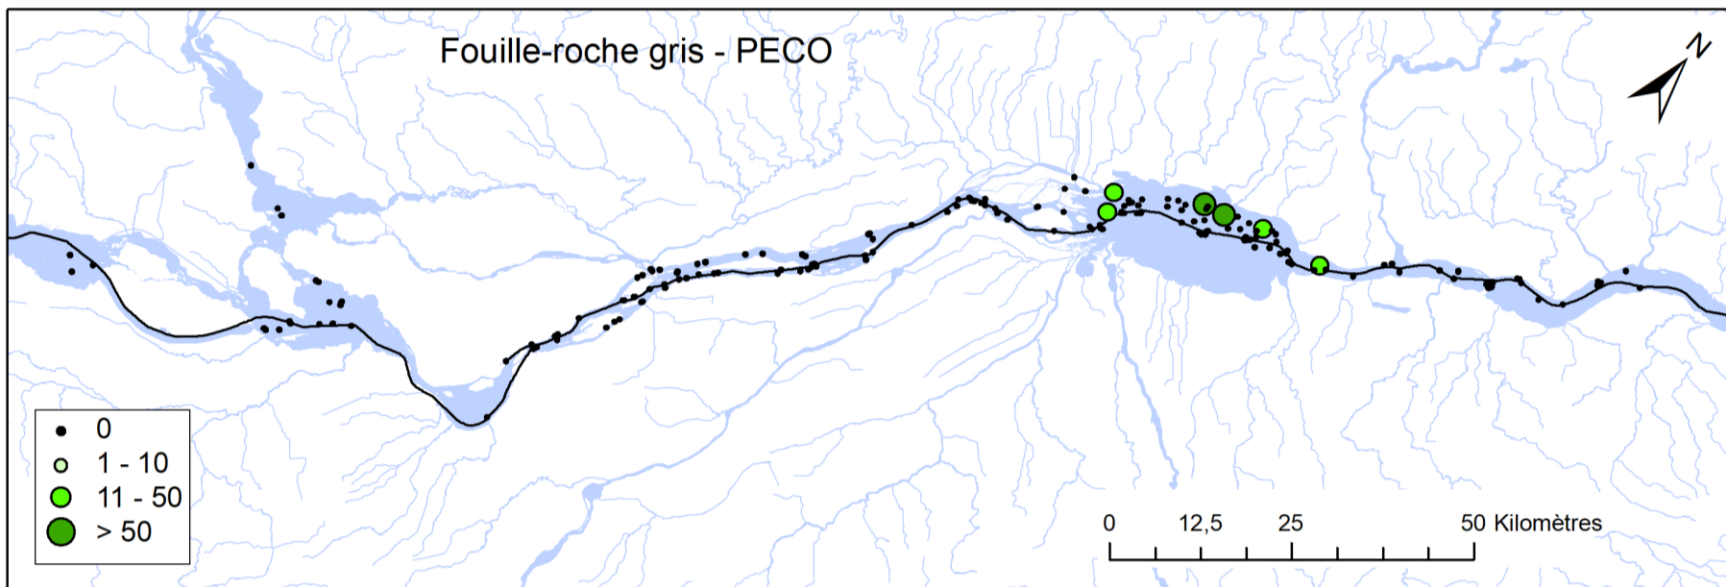 Fouille-roche gris - PECO
N
0
1 - 10
11 - 50
> 50
0 12,5 25 50 Kilomètres